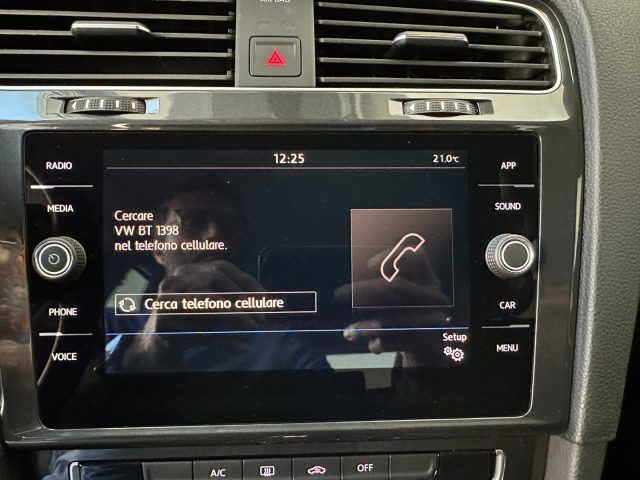 AIR BAG
12:25
21.0°C
RADIO
MEDIA
PHONE
VOICE
Cercare
VW BT 1398
nel telefono cellulare.
Cerca telefono cellulare
Setup
APP
SOUND
CAR
MENU
A/C
OFF